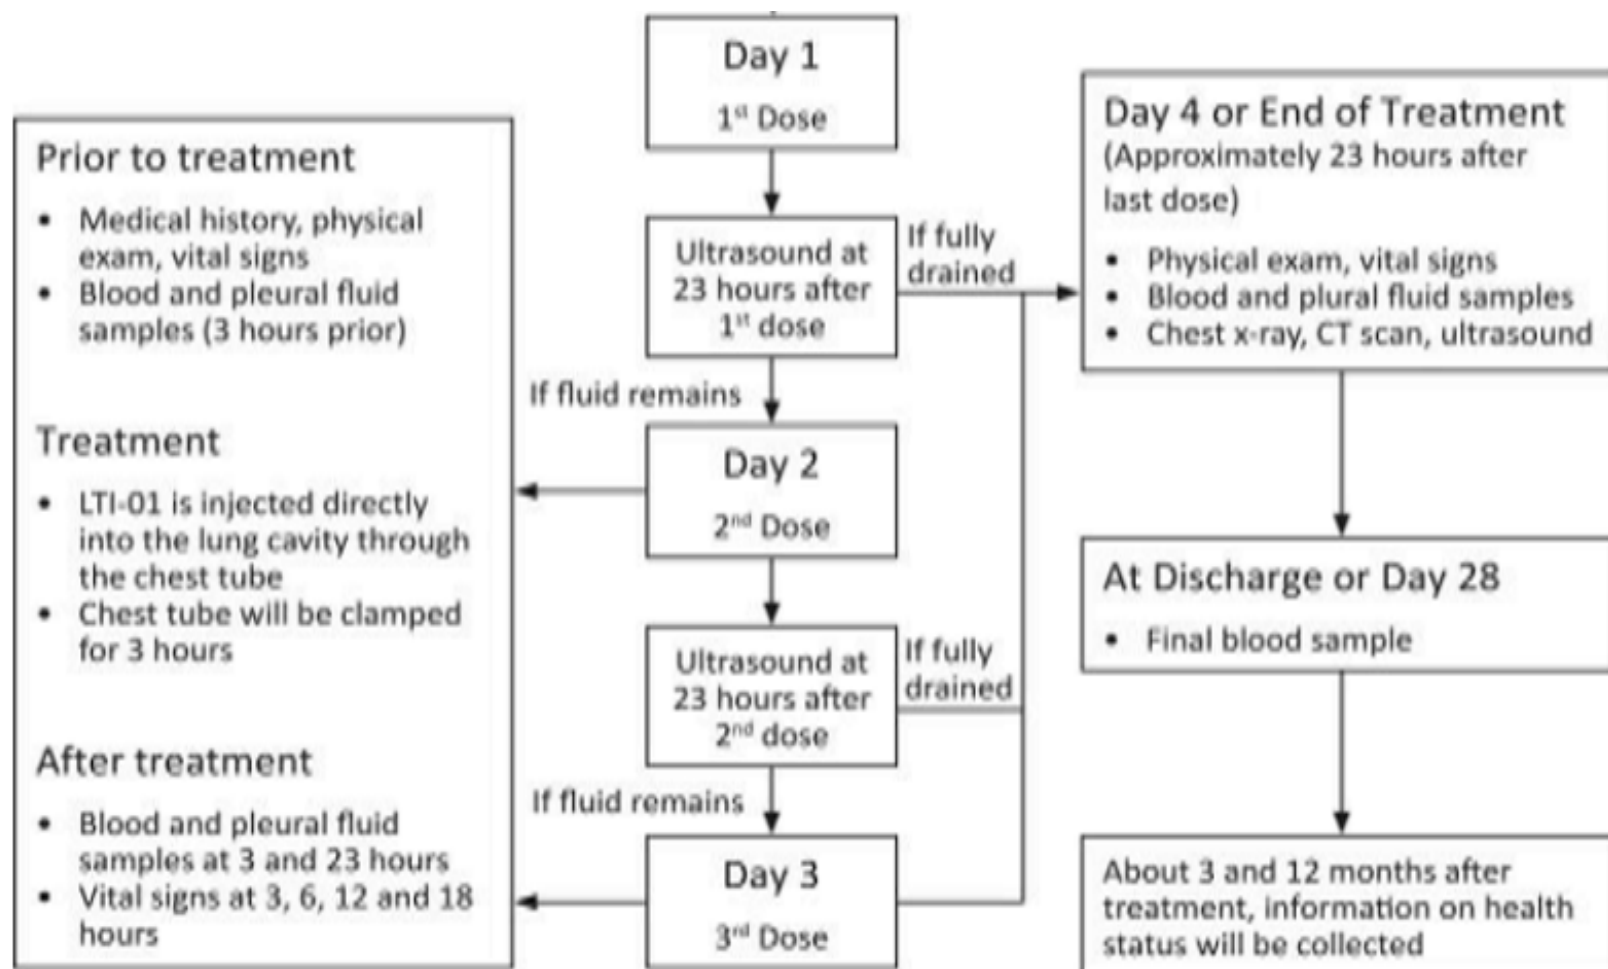 Prior to treatment
• Medical history, physical
exam, vital signs
• Blood and pleural fluid
samples (3 hours prior)
Treatment
• LTI-01 is injected directly
into the lung cavity through
the chest tube
• Chest tube will be clamped
for 3 hours
After treatment
• Blood and pleural fluid
samples at 3 and 23 hours
• Vital signs at 3, 6, 12 and 18
hours
Day 1
1st Dose
Ultrasound at
23 hours after
1st dose
If fully
drained
If fluid remains
Day 2
2nd Dose
Ultrasound at
23 hours after
2nd dose
If fully
drained
If fluid remains
Day 3
3rd Dose
Day 4 or End of Treatment
(Approximately 23 hours after
last dose)
• Physical exam, vital signs
• Blood and plural fluid samples
• Chest x-ray, CT scan, ultrasound
At Discharge or Day 28
• Final blood sample
About 3 and 12 months after
treatment, information on health
status will be collected